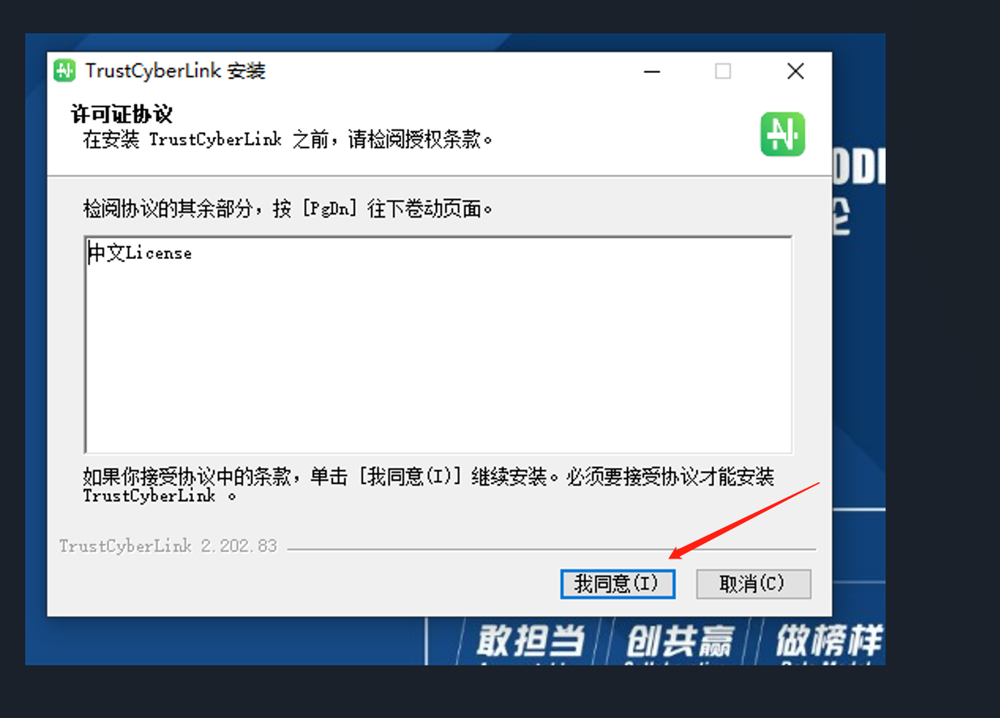 TrustCyberLink 安装
许可证协议
在安装 TrustCyberLink 之前，请检阅授权条款。
检阅协议的其余部分，按 [PgDn] 往下卷动页面。
中文License
如果你接受协议中的条款，单击 [我同意(I)] 继续安装。必须要接受协议才能安装
TrustCyberLink 。
TrustCyberLink 2.202.83
我同意(I)
取消(C)
敢担当
创共赢
做榜样